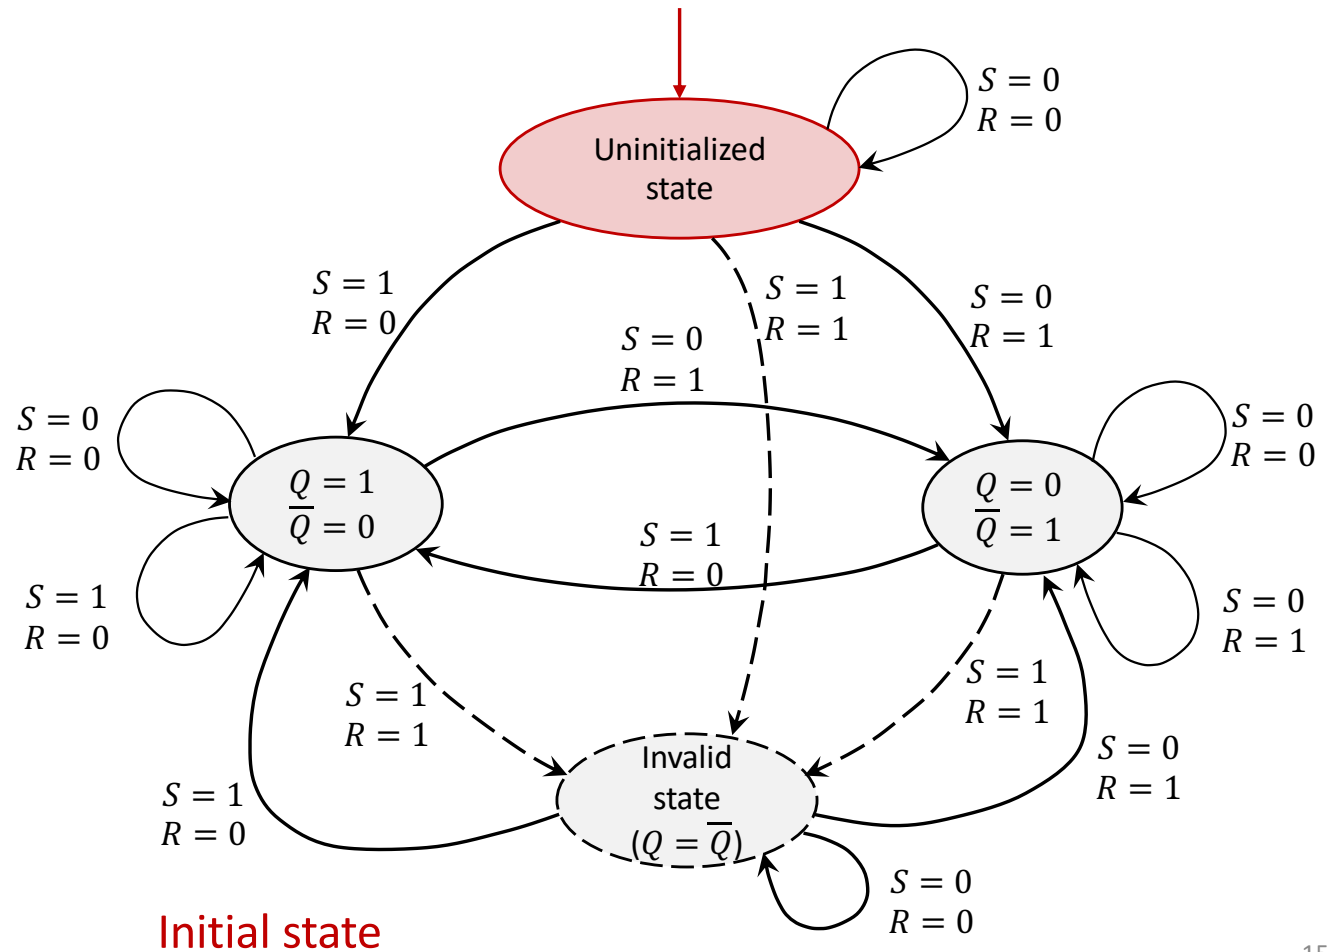 S = 0
R = 0
Uninitialized
state
S = 1
R = 0
S = 1
R = 1
S = 0
R = 1
S = 0
R = 1
S = 0
R = 0
Q = 1
Q̅ = 0
S = 1
R = 0
S = 1
R = 0
Q = 0
Q̅ = 1
S = 0
R = 0
S = 0
R = 1
S = 1
R = 1
S = 1
R = 1
Invalid
state
(Q = Q̅)
S = 1
R = 0
S = 0
R = 1
S = 0
R = 0
Initial state
15